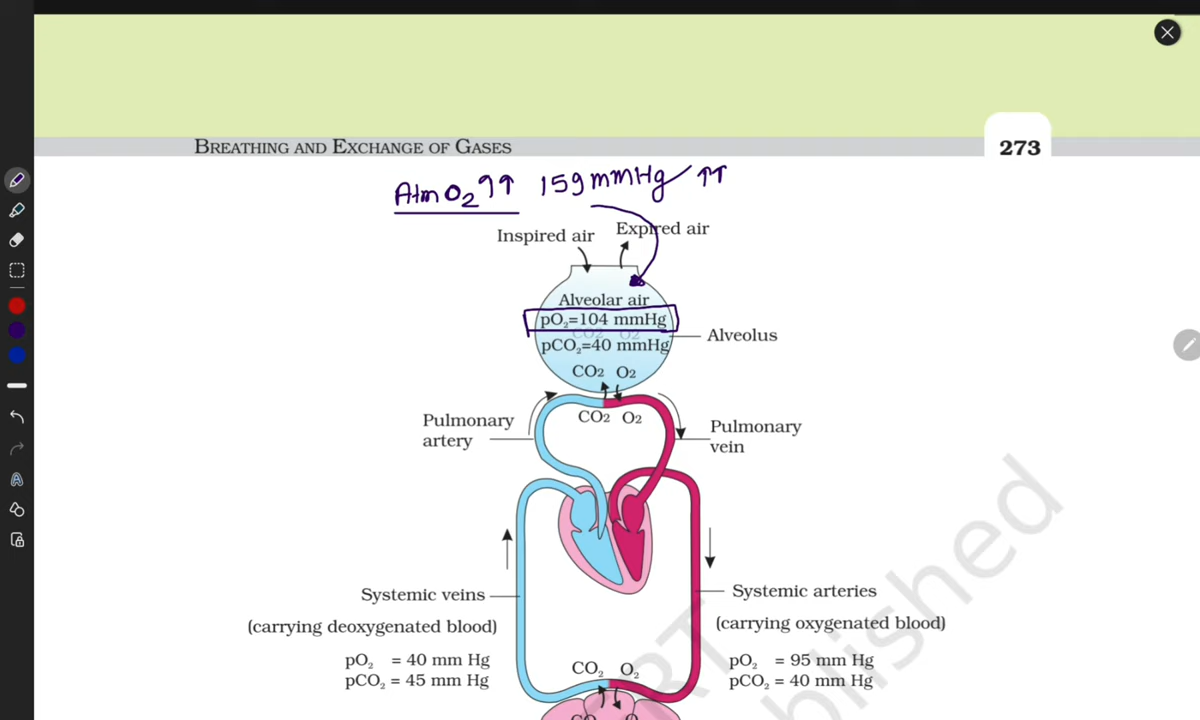 BREATHING AND EXCHANGE OF GASES
273
Atm O2 ↑↑ 159 mmHg ↑↑
Inspired air
Expired air
Alveolar air
pO₂=104 mmHg
CO2 O2
pCO₂=40 mmHg
Alveolus
CO2 O2
CO2 O2
Pulmonary
artery
Pulmonary
vein
Systemic veins
(carrying deoxygenated blood)
pO₂ = 40 mm Hg
pCO₂ = 45 mm Hg
Systemic arteries
(carrying oxygenated blood)
pO₂ = 95 mm Hg
pCO₂ = 40 mm Hg
CO₂ O₂